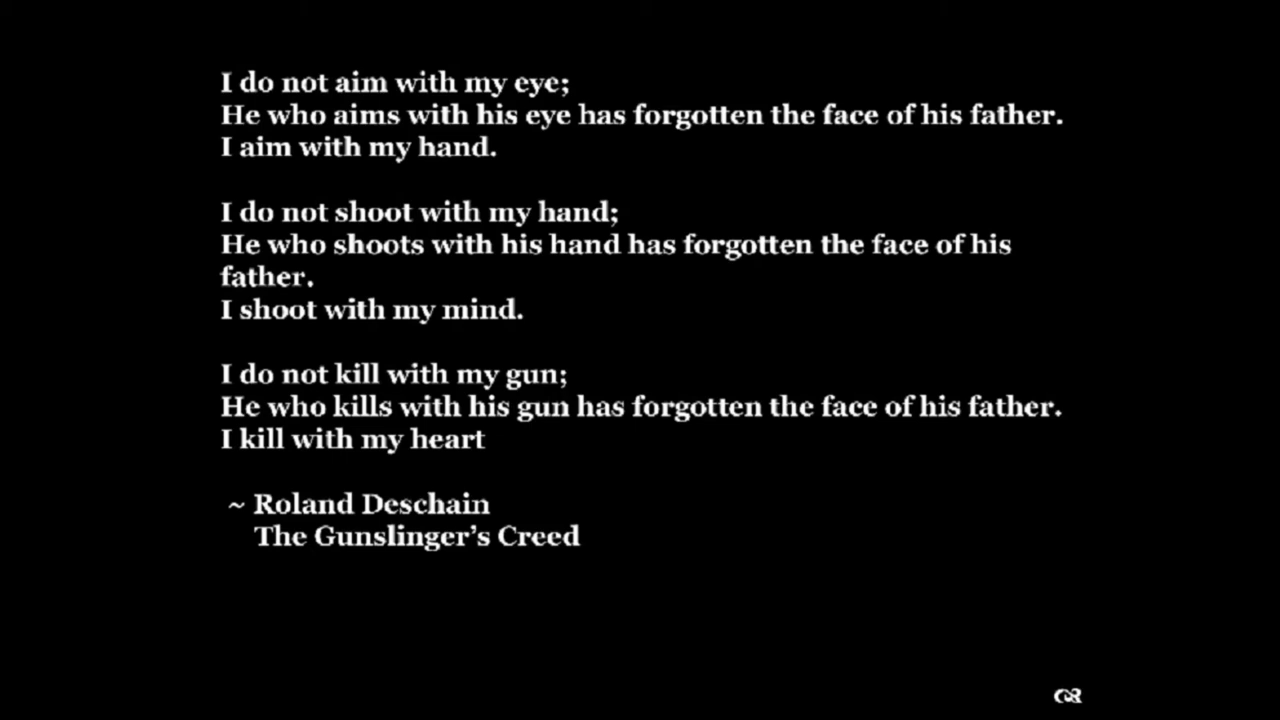 I do not aim with my eye;
He who aims with his eye has forgotten the face of his father.
I aim with my hand.
I do not shoot with my hand;
He who shoots with his hand has forgotten the face of his
father.
I shoot with my mind.
I do not kill with my gun;
He who kills with his gun has forgotten the face of his father.
I kill with my heart
~ Roland Deschain
The Gunslinger’s Creed